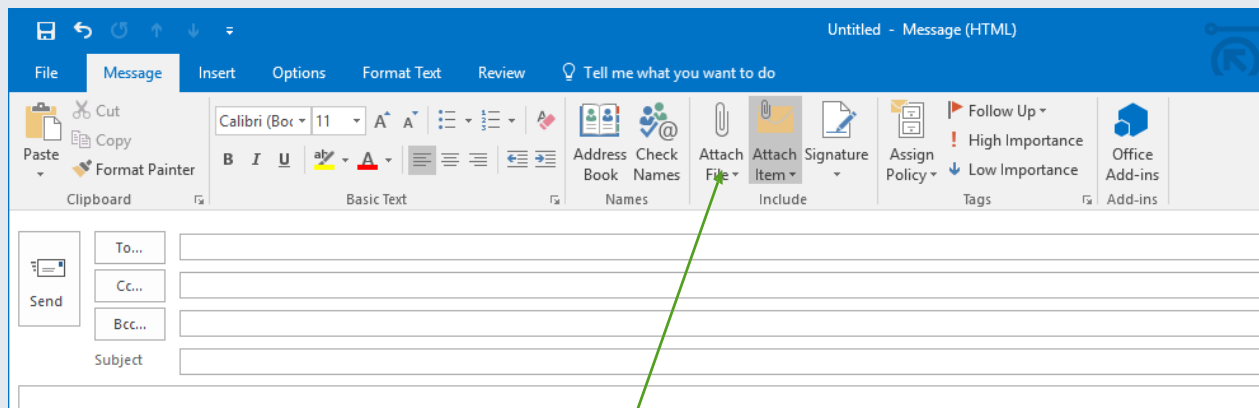 Untitled - Message (HTML)
File Message Insert Options Format Text Review Tell me what you want to do
Paste
Cut
Copy
Format Painter
Clipboard
Calibri (Boc 11
B I U
Basic Text
Address Book
Check Names
Names
Attach File
Attach Item
Signature
Include
Assign Policy
Follow Up
High Importance
Low Importance
Tags
Office Add-ins
Add-ins
Send
To...
Cc...
Bcc...
Subject